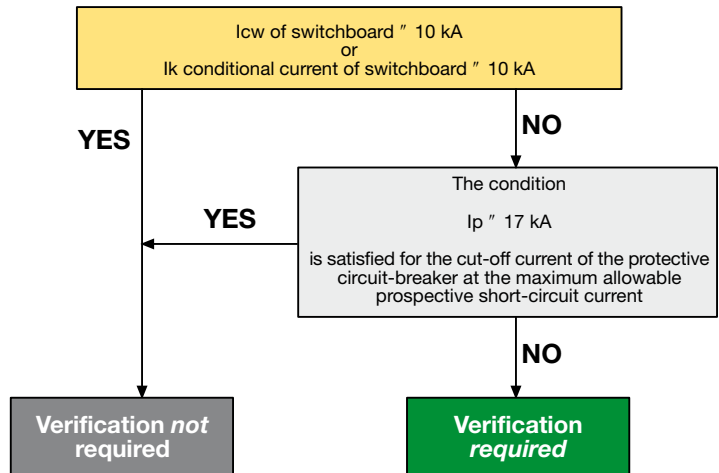 Icw of switchboard ″ 10 kA
or
Ik conditional current of switchboard ″ 10 kA
YES
NO
The condition
YES
Ip ″ 17 kA
is satisfied for the cut-off current of the protective
circuit-breaker at the maximum allowable
prospective short-circuit current
NO
Verification not
required
Verification
required